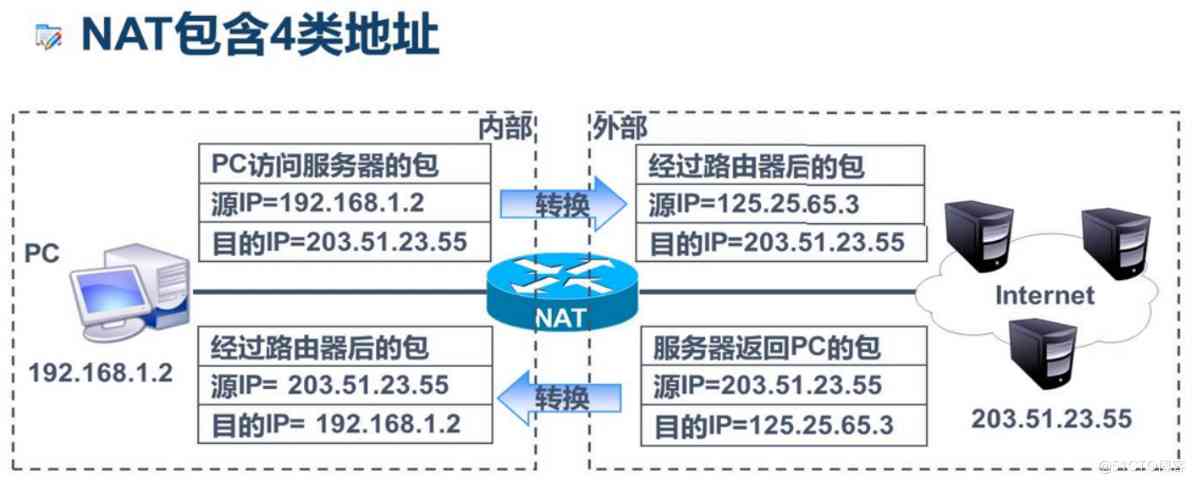 NAT包含4类地址
内部
外部
PC访问服务器的包
源IP=192.168.1.2
目的IP=203.51.23.55
转换
经过路由器后的包
源IP=125.25.65.3
目的IP=203.51.23.55
PC
192.168.1.2
NAT
Internet
203.51.23.55
经过路由器后的包
源IP= 203.51.23.55
目的IP= 192.168.1.2
转换
服务器返回PC的包
源IP=203.51.23.55
目的IP=125.25.65.3
@51CTO博客